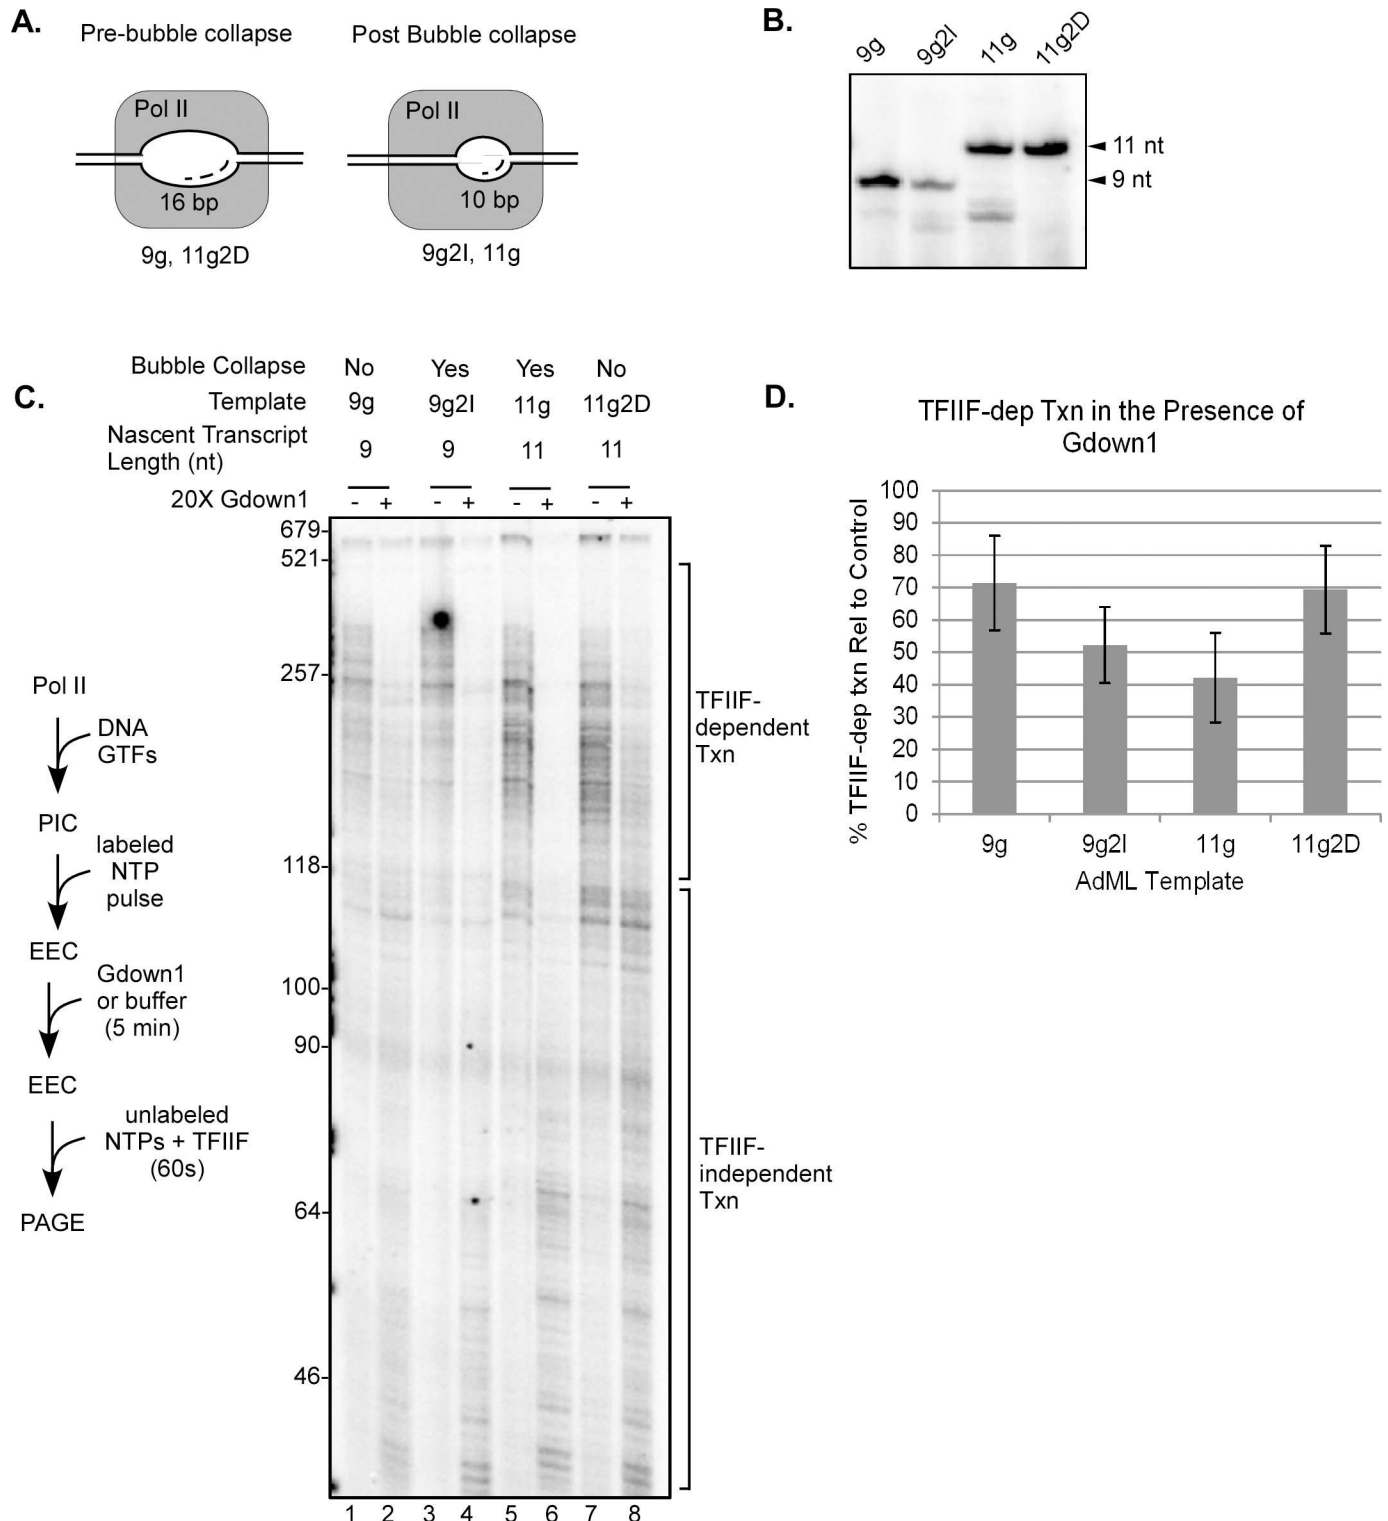 A.
Pre-bubble collapse
Post Bubble collapse
Pol II
Pol II
16 bp
10 bp
9g, 11g2D
9g2I, 11g
B.
9g
9g2I
11g
11g2D
11 nt
9 nt
C.
Bubble Collapse
No
Yes
Yes
No
Template
9g
9g2I
11g
11g2D
Nascent Transcript
Length (nt)
9
9
11
11
20X Gdown1
- + - + - + - +
679-
521-
257-
118-
100-
90-
64-
46-
TFIIF-
dependent
Txn
TFIIF-
independent
Txn
1 2 3 4 5 6 7 8
Pol II
DNA
GTFs
PIC
labeled
NTP
pulse
EEC
Gdown1
or buffer
(5 min)
EEC
unlabeled
NTPs + TFIIF
(60s)
PAGE
D.
TFIIF-dep Txn in the Presence of
Gdown1
% TFIIF-dep txn Rel to Control
100
90
80
70
60
50
40
30
20
10
0
9g
9g2I
11g
11g2D
AdML Template